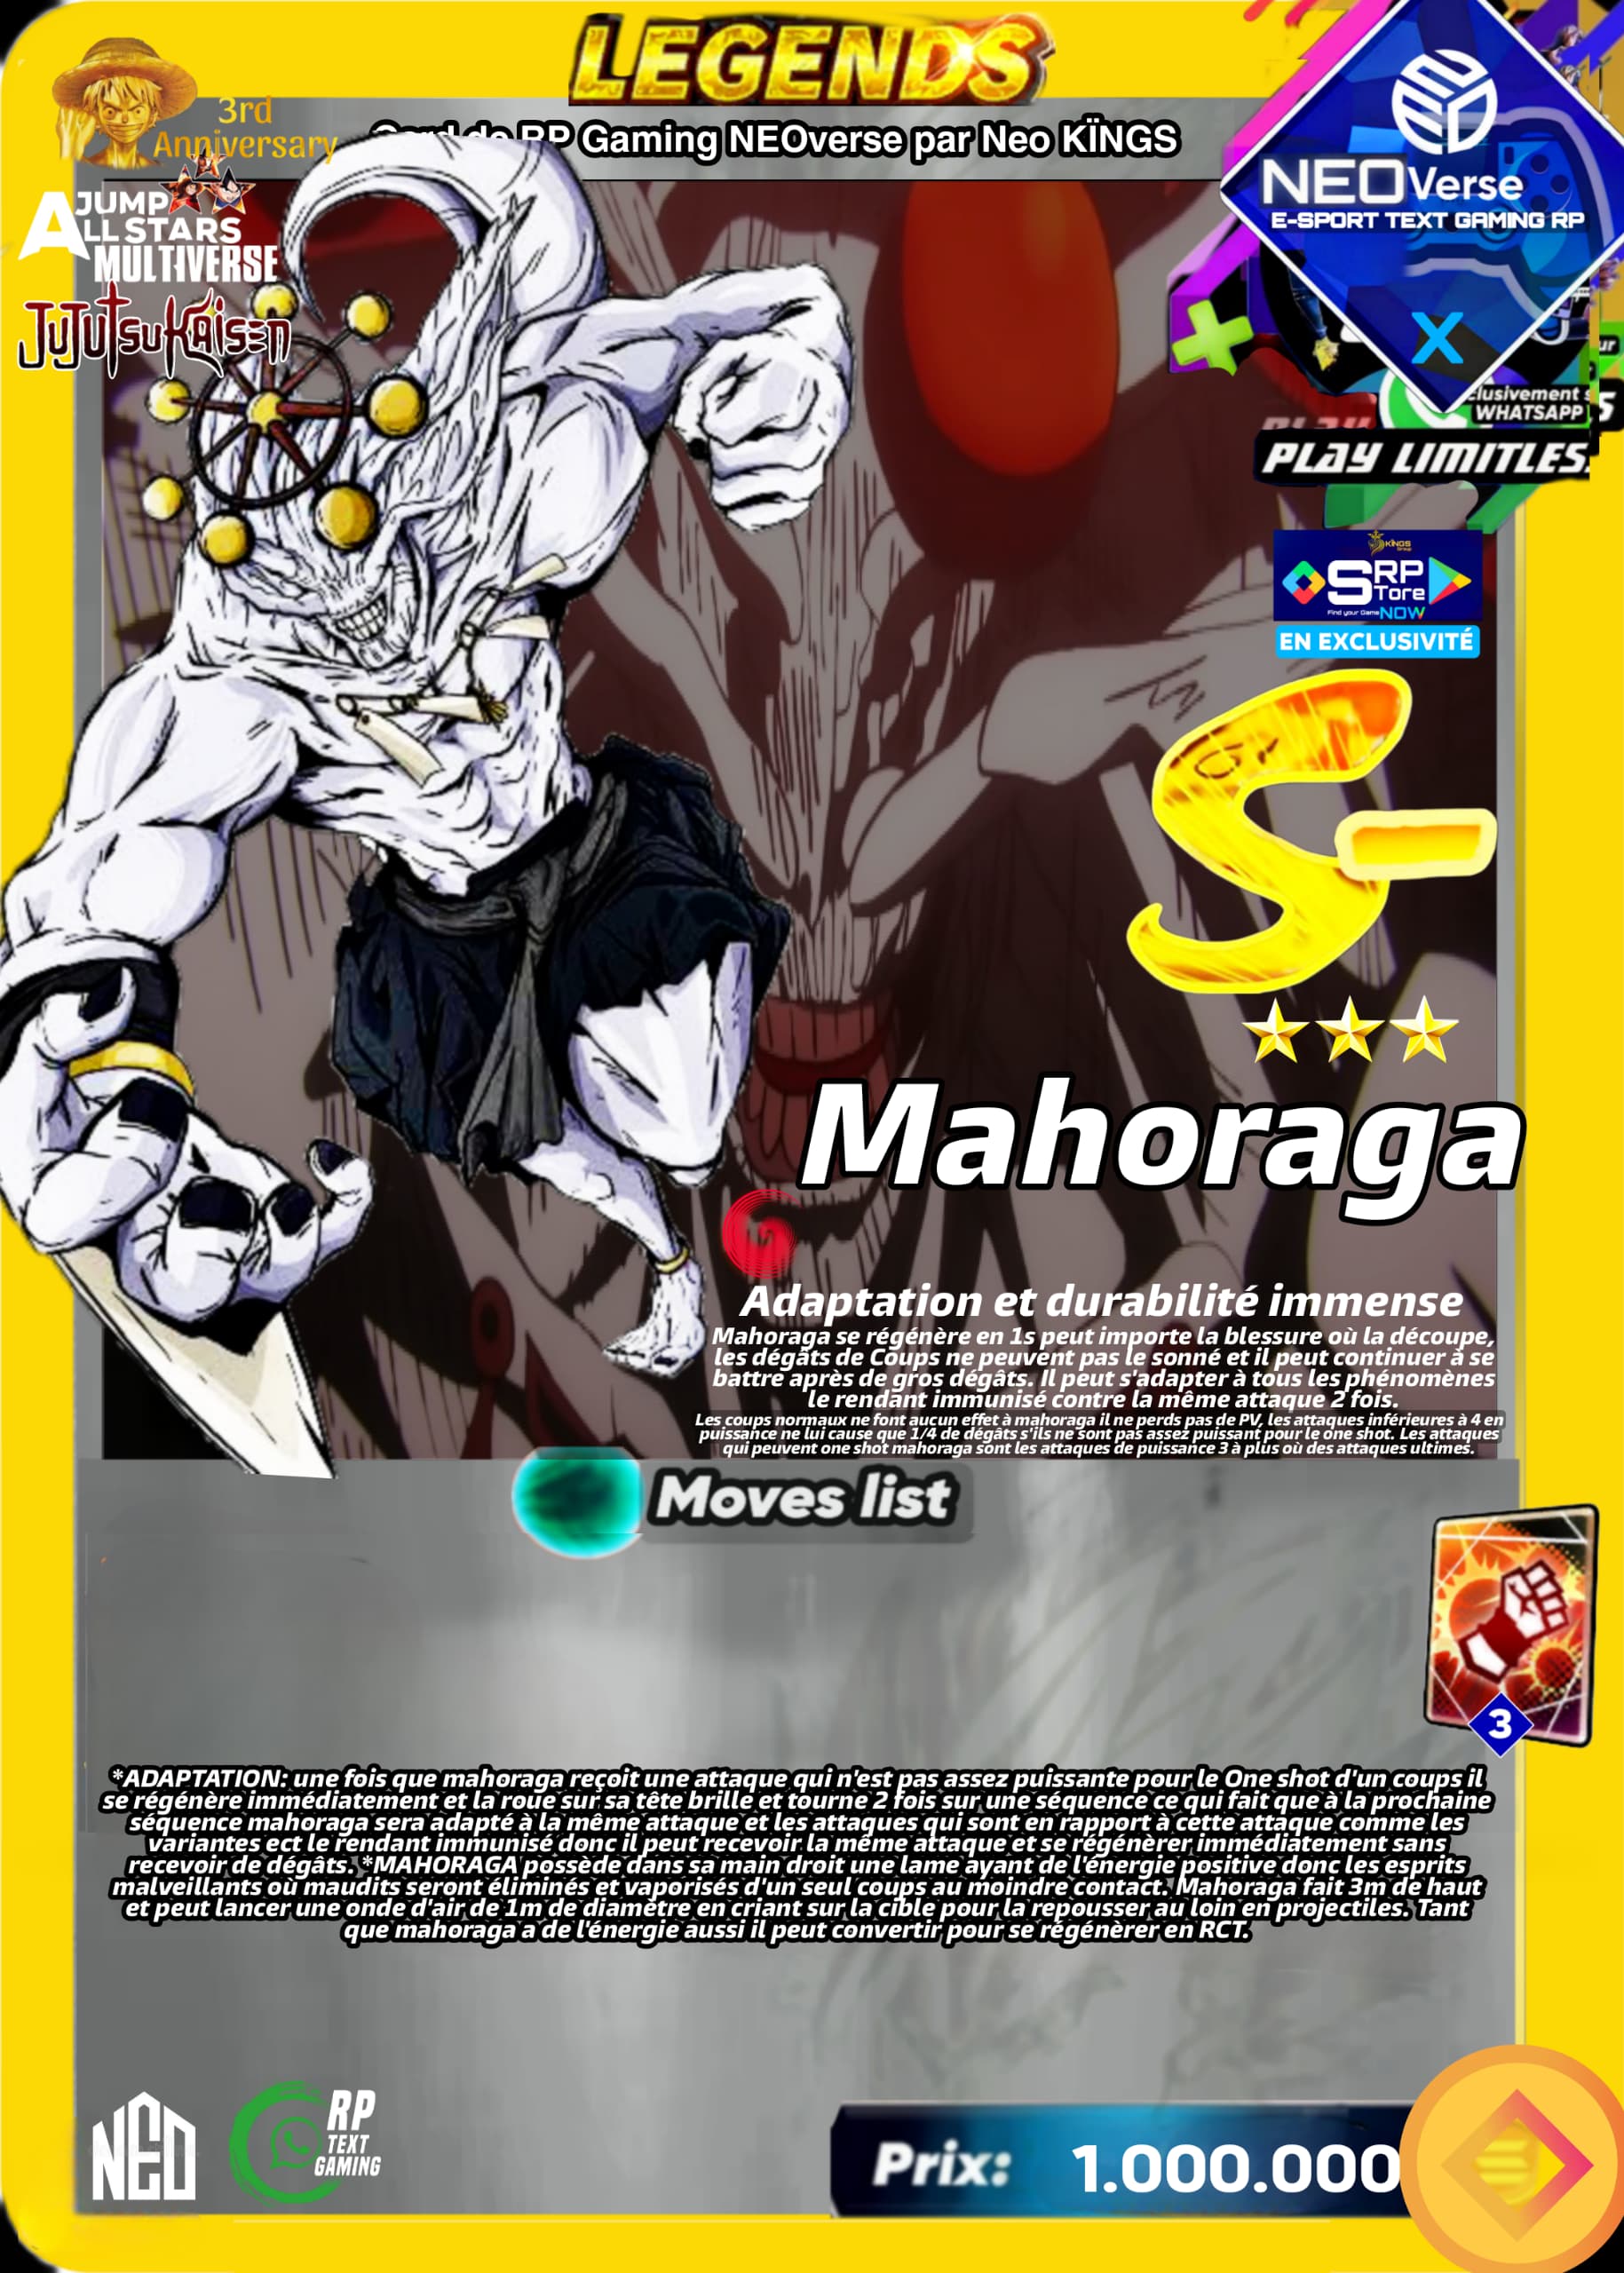 LEGENDS
3rd
Anniversary
Card de RP Gaming NEOverse par Neo KÏNGS
JUMP
ALL STARS
MULTIVERSE
JUJUTSU KAISEN
NEOVerse
E-SPORT TEXT GAMING RP
X
clusivement s
WHATSAPP
PLAY
PLAY LIMITLES
KÏNGS
SRP
Tore
Find your Game NOW
EN EXCLUSIVITÉ
S-
Mahoraga
Adaptation et durabilité immense
Mahoraga se régénère en 1s peut importe la blessure où la découpe,
les dégâts de Coups ne peuvent pas le sonné et il peut continuer à se
battre après de gros dégâts. Il peut s'adapter à tous les phénomènes
le rendant immunisé contre la même attaque 2 fois.
Les coups normaux ne font aucun effet à mahoraga il ne perds pas de PV, les attaques inférieures à 4 en
puissance ne lui cause que 1/4 de dégâts s'ils ne sont pas assez puissant pour le one shot. Les attaques
qui peuvent one shot mahoraga sont les attaques de puissance 3 à plus où des attaques ultimes.
Moves list
3
*ADAPTATION: une fois que mahoraga reçoit une attaque qui n'est pas assez puissante pour le One shot d'un coups il
se régénère immédiatement et la roue sur sa tête brille et tourne 2 fois sur une séquence ce qui fait que à la prochaine
séquence mahoraga sera adapté à la même attaque et les attaques qui sont en rapport à cette attaque comme les
variantes ect le rendant immunisé donc il peut recevoir la même attaque et se régénèrer immédiatement sans
recevoir de dégâts. *MAHORAGA possède dans sa main droit une lame ayant de l'énergie positive donc les esprits
malveillants où maudits seront éliminés et vaporisés d'un seul coups au moindre contact. Mahoraga fait 3m de haut
et peut lancer une onde d'air de 1m de diamètre en criant sur la cible pour la repousser au loin en projectiles. Tant
que mahoraga a de l'énergie aussi il peut convertir pour se régénèrer en RCT.
NEO
RP
TEXT
GAMING
Prix: 1.000.000